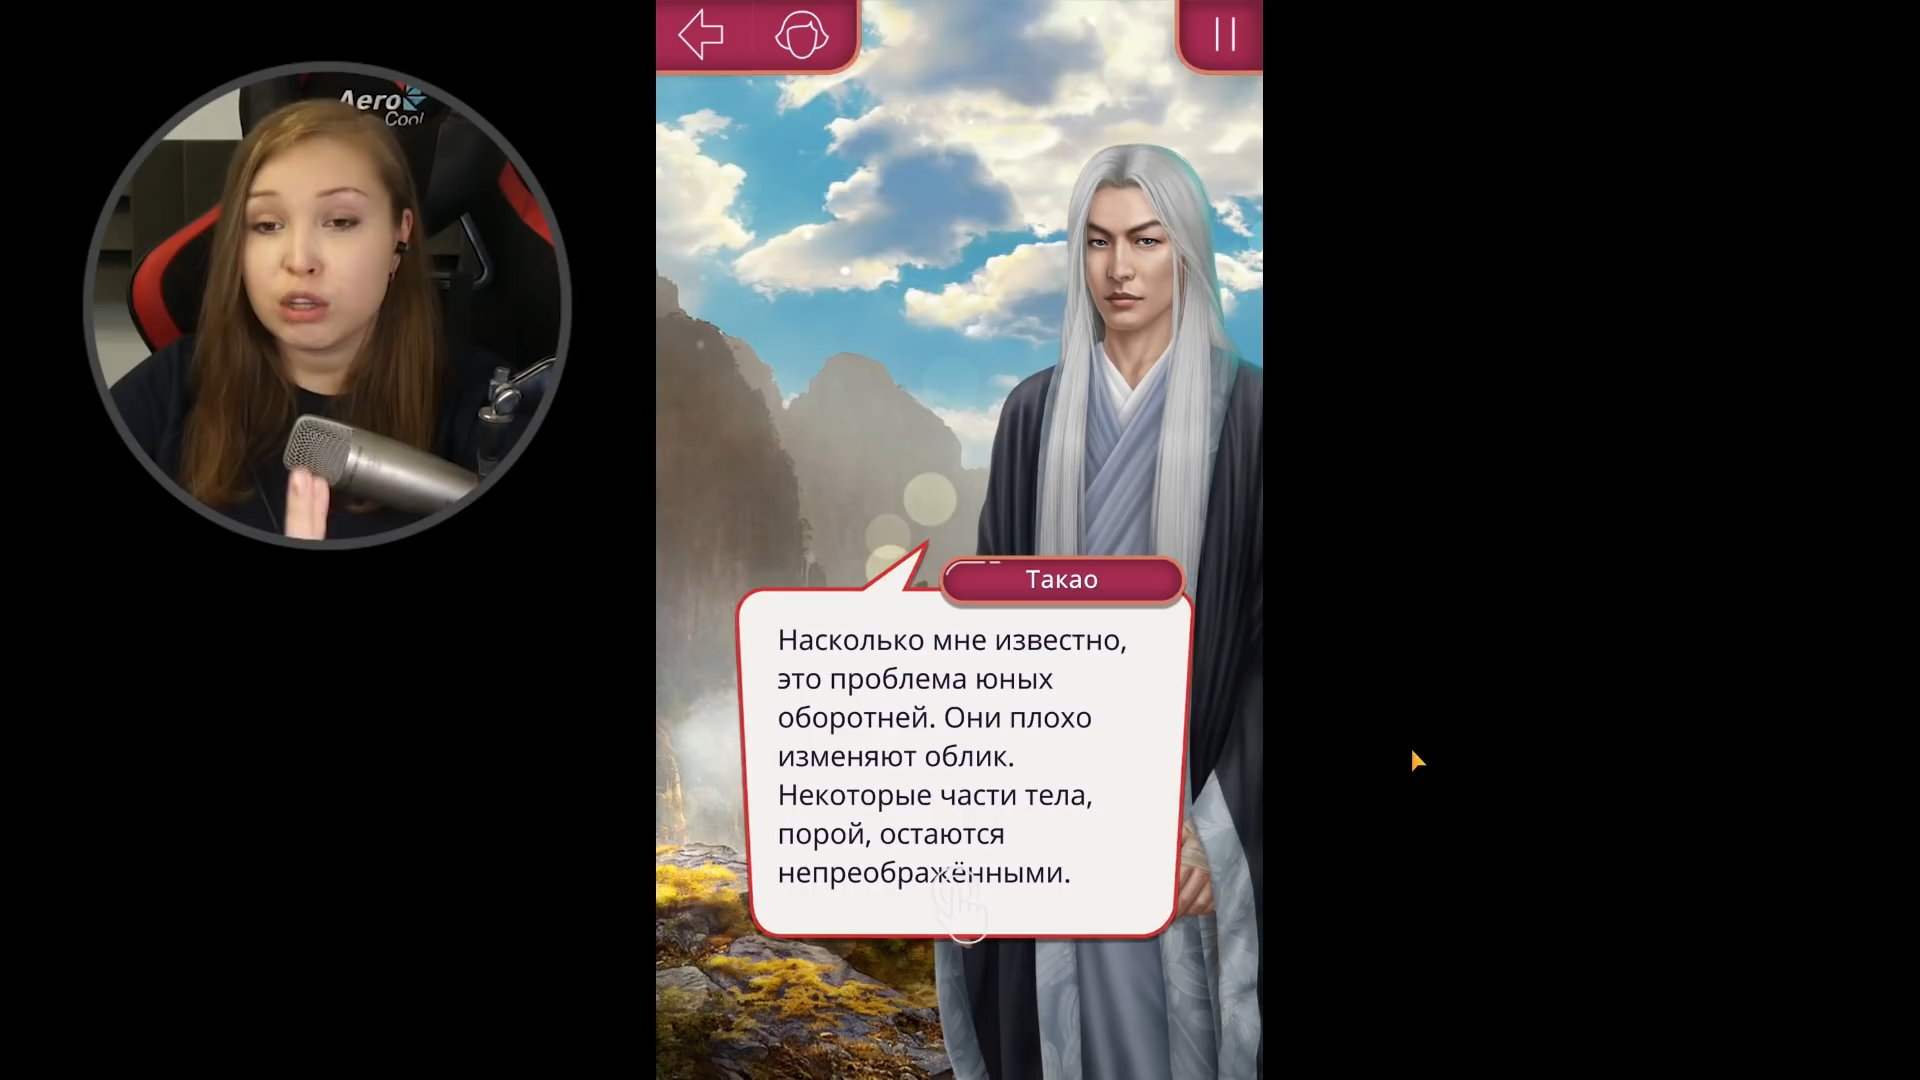 Aero
Cool
Такао
Насколько мне известно,
это проблема юных
оборотней. Они плохо
изменяют облик.
Некоторые части тела,
порой, остаются
непреображёнными.